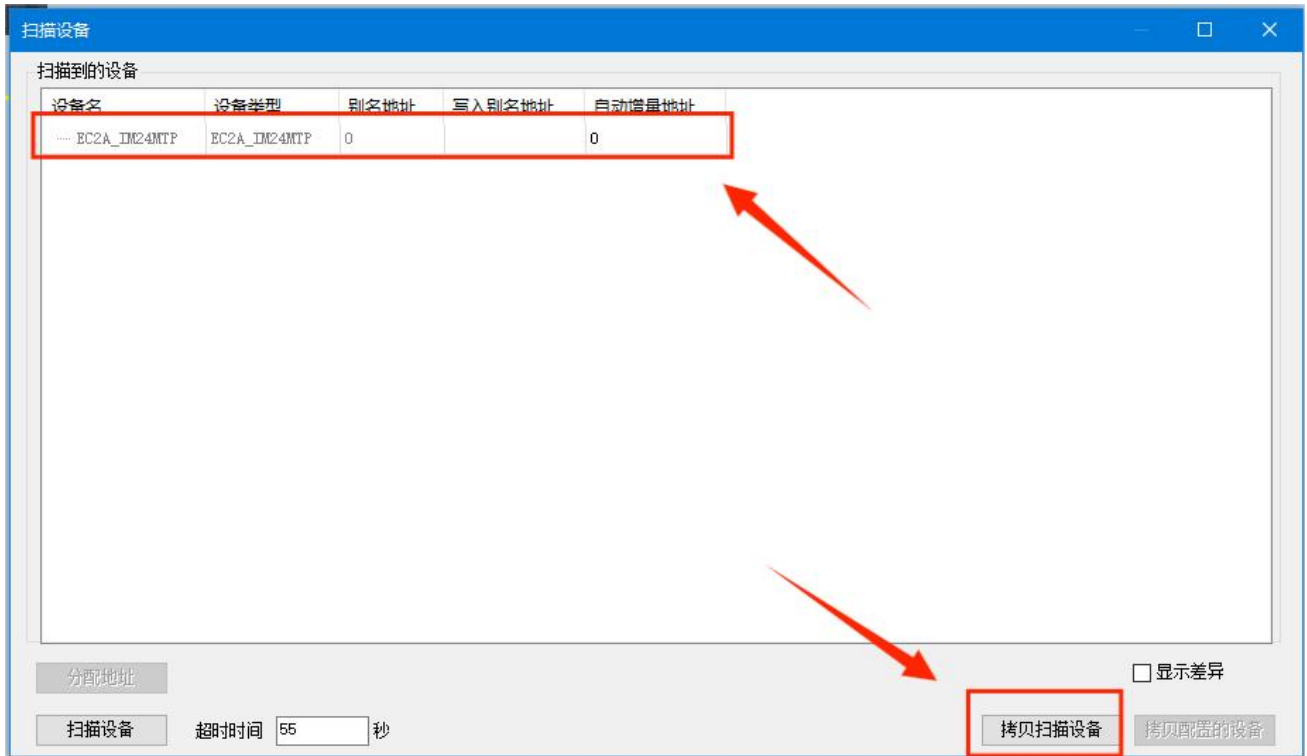 扫描设备
扫描到的设备
设备名 设备类型 别名地址 写入别名地址 自动增量地址
EC2A_IM24MTP EC2A_IM24MTP 0 0
分配地址 显示差异
扫描设备 超时时间 55 秒 拷贝扫描设备 拷贝配置的设备